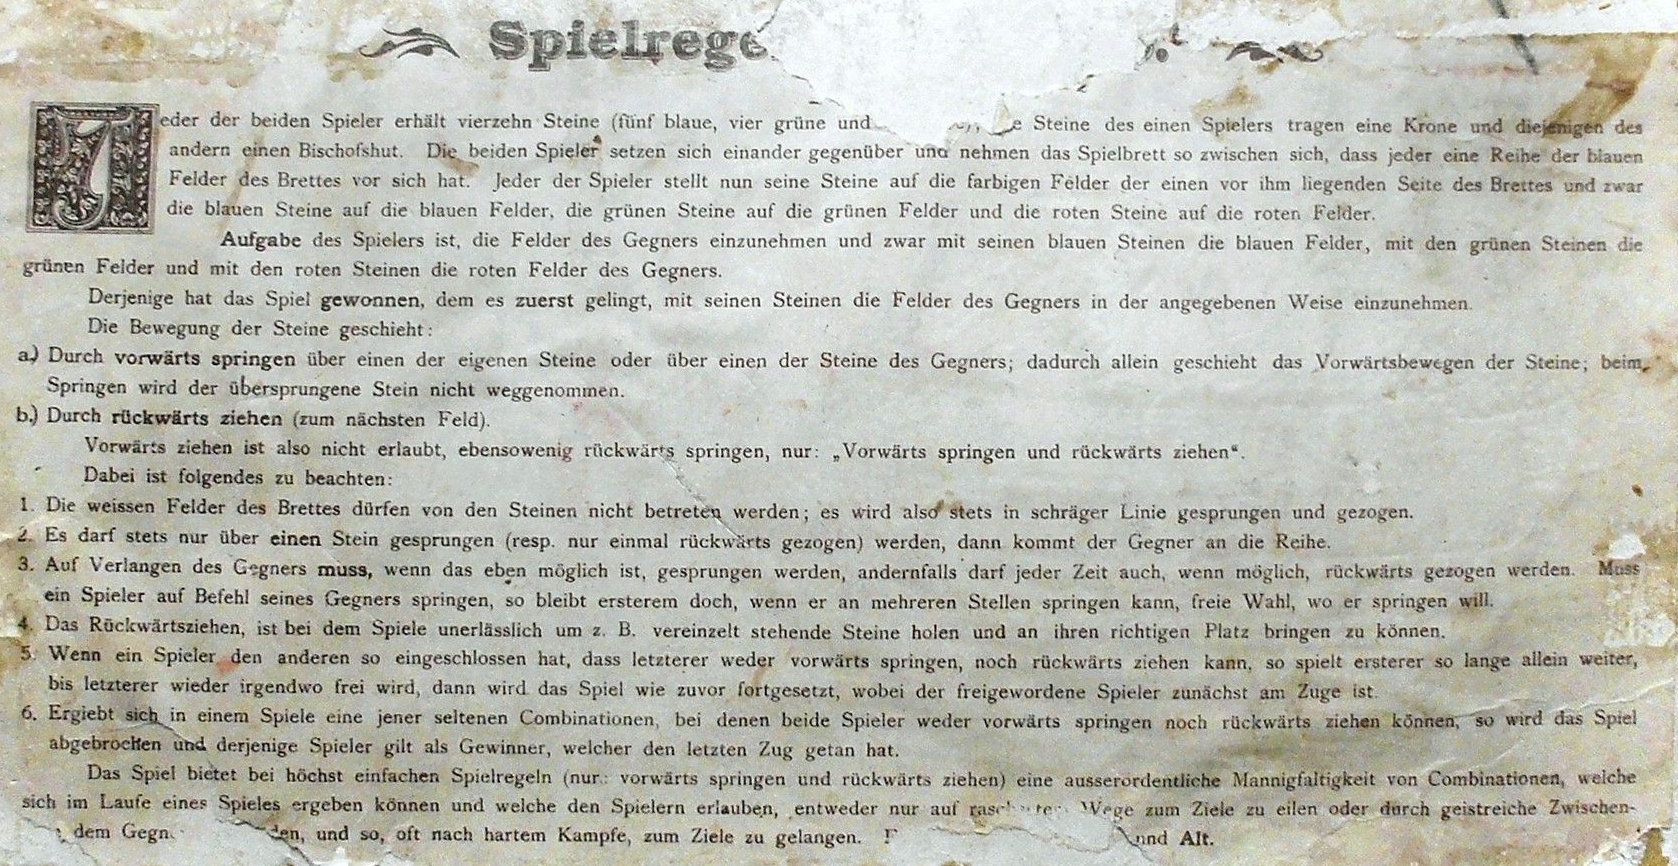 Spielrege
Jeder der beiden Spieler erhält vierzehn Steine (fünf blaue, vier grüne und Steine des einen Spielers tragen eine Krone und diejenigen des
andern einen Bischofshut. Die beiden Spieler setzen sich einander gegenüber und nehmen das Spielbrett so zwischen sich, dass jeder eine Reihe der blauen
Felder des Brettes vor sich hat. Jeder der Spieler stellt nun seine Steine auf die farbigen Felder der einen vor ihm liegenden Seite des Brettes und zwar
die blauen Steine auf die blauen Felder, die grünen Steine auf die grünen Felder und die roten Steine auf die roten Felder.
Aufgabe des Spielers ist, die Felder des Gegners einzunehmen und zwar mit seinen blauen Steinen die blauen Felder, mit den grünen Steinen die
grünen Felder und mit den roten Steinen die roten Felder des Gegners.
Derjenige hat das Spiel gewonnen, dem es zuerst gelingt, mit seinen Steinen die Felder des Gegners in der angegebenen Weise einzunehmen.
Die Bewegung der Steine geschieht:
a.) Durch vorwärts springen über einen der eigenen Steine oder über einen der Steine des Gegners; dadurch allein geschieht das Vorwärtsbewegen der Steine; beim
Springen wird der übersprungene Stein nicht weggenommen.
b.) Durch rückwärts ziehen (zum nächsten Feld).
Vorwärts ziehen ist also nicht erlaubt, ebensowenig rückwärts springen, nur: „Vorwärts springen und rückwärts ziehen“.
Dabei ist folgendes zu beachten:
1. Die weissen Felder des Brettes dürfen von den Steinen nicht betreten werden; es wird also stets in schräger Linie gesprungen und gezogen.
2. Es darf stets nur über einen Stein gesprungen (resp. nur einmal rückwärts gezogen) werden, dann kommt der Gegner an die Reihe.
3. Auf Verlangen des Gegners muss, wenn das eben möglich ist, gesprungen werden, andernfalls darf jeder Zeit auch, wenn möglich, rückwärts gezogen werden. Muss
ein Spieler auf Befehl seines Gegners springen, so bleibt ersterem doch, wenn er an mehreren Stellen springen kann, freie Wahl, wo er springen will.
4. Das Rückwärtsziehen, ist bei dem Spiele unerlässlich um z. B. vereinzelt stehende Steine holen und an ihren richtigen Platz bringen zu können.
5. Wenn ein Spieler den anderen so eingeschlossen hat, dass letzterer weder vorwärts springen, noch rückwärts ziehen kann, so spielt ersterer so lange allein weiter,
bis letzterer wieder irgendwo frei wird, dann wird das Spiel wie zuvor fortgesetzt, wobei der freigewordene Spieler zunächst am Zuge ist.
6. Ergiebt sich in einem Spiele eine jener seltenen Combinationen, bei denen beide Spieler weder vorwärts springen noch rückwärts ziehen können, so wird das Spiel
abgebrochen und derjenige Spieler gilt als Gewinner, welcher den letzten Zug getan hat.
Das Spiel bietet bei höchst einfachen Spielregeln (nur: vorwärts springen und rückwärts ziehen) eine ausserordentliche Mannigfaltigkeit von Combinationen, welche
sich im Laufe eines Spieles ergeben können und welche den Spielern erlauben, entweder nur auf Wege zum Ziele zu eilen oder durch geistreiche Zwischen-
dem Gegn und so, oft nach hartem Kampfe, zum Ziele zu gelangen. und Alt.